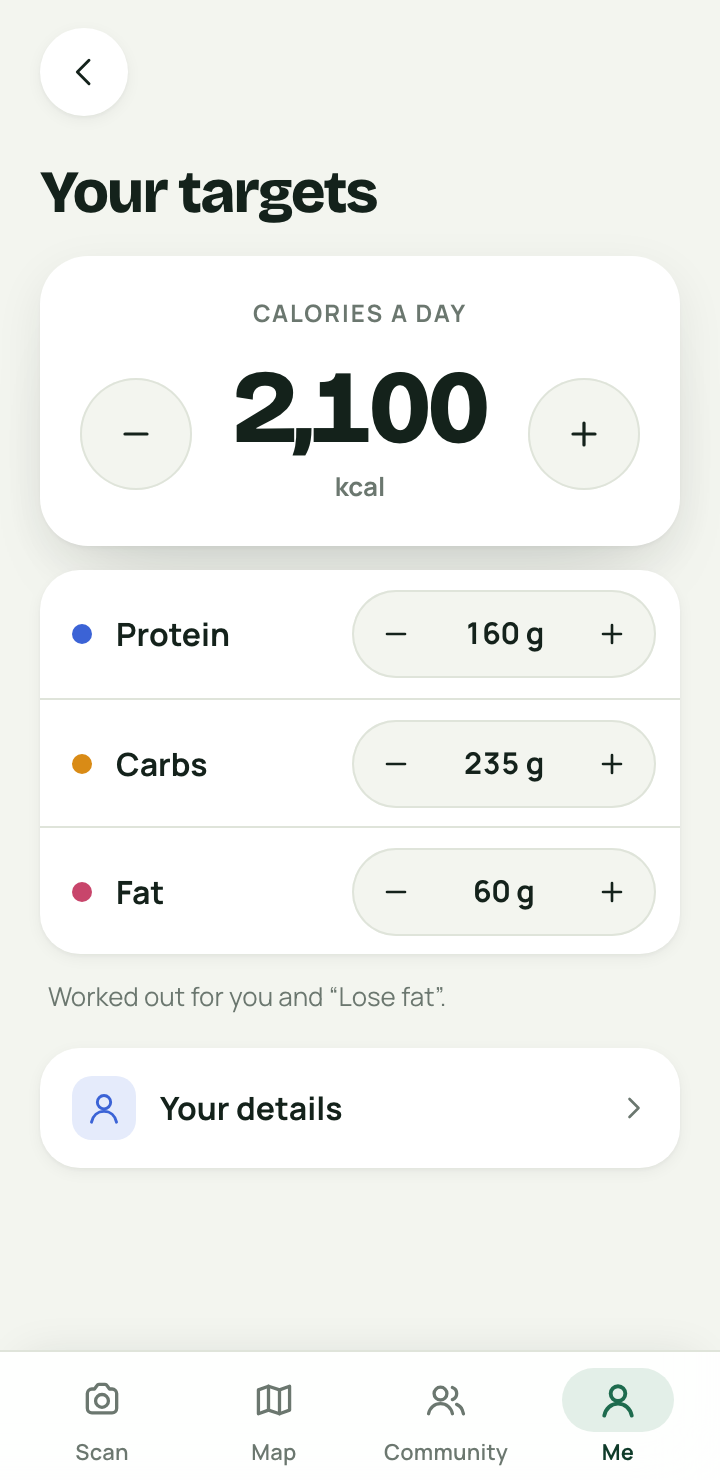 Your targets
CALORIES A DAY
− 2,100 +
kcal
Protein − 160 g +
Carbs − 235 g +
Fat − 60 g +
Worked out for you and “Lose fat”.
Your details
Scan Map Community Me